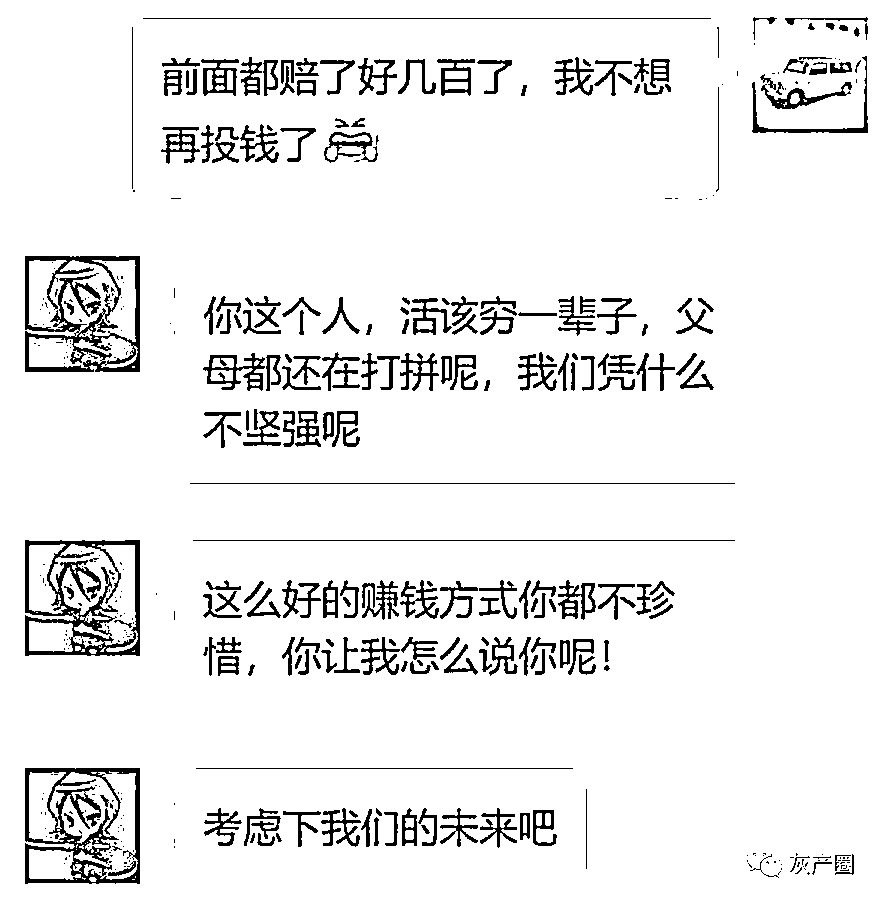 前面都赔了好几百了，我不想
再投钱了
你这个人，活该穷一辈子，父
母都还在打拼呢，我们凭什么
不坚强呢
这么好的赚钱方式你都不珍
惜，你让我怎么说你呢！
考虑下我们的未来吧
灰产圈